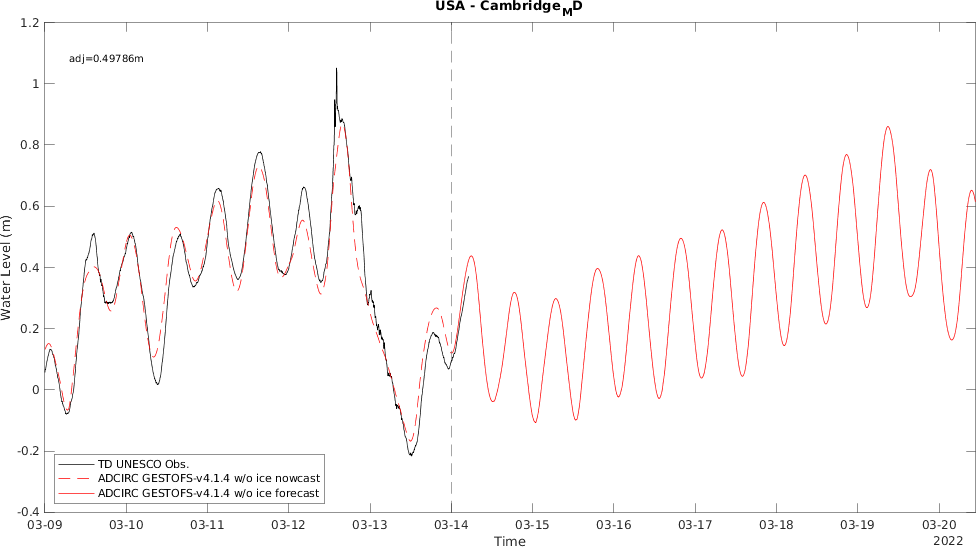 USA - Cambridge_MD
adj=0.49786m
Water Level (m)
1.2
1
0.8
0.6
0.4
0.2
0
-0.2
-0.4
TD UNESCO Obs.
ADCIRC GESTOFS-v4.1.4 w/o ice nowcast
ADCIRC GESTOFS-v4.1.4 w/o ice forecast
03-09 03-10 03-11 03-12 03-13 03-14 03-15 03-16 03-17 03-18 03-19 03-20
Time
2022